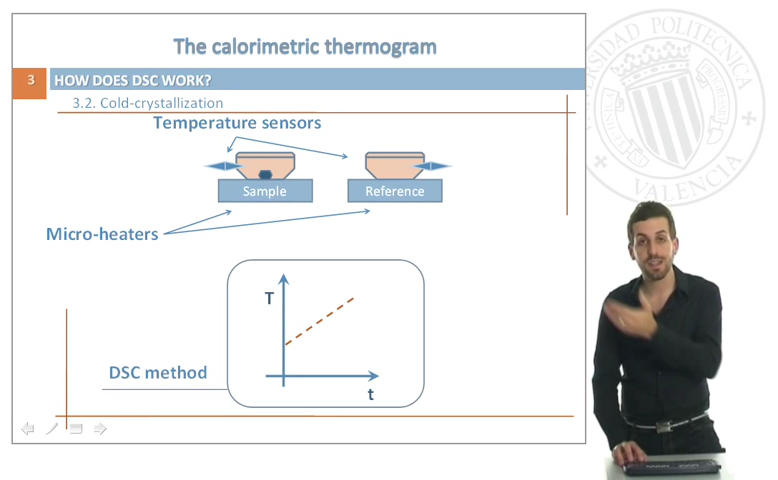 The calorimetric thermogram
3
HOW DOES DSC WORK?
3.2. Cold-crystallization
Temperature sensors
Sample
Reference
Micro-heaters
T
DSC method
t
UNIVERSIDAD POLITECNICA
VALENCIA